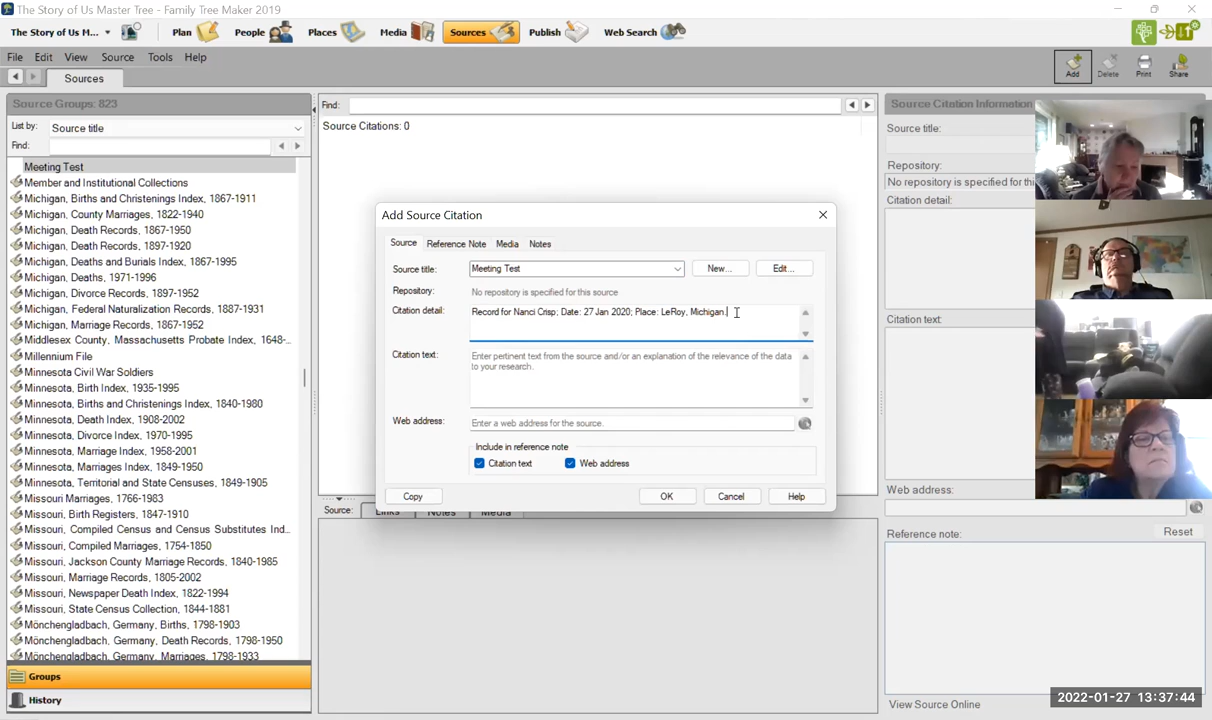 The Story of Us Master Tree - Family Tree Maker 2019
The Story of Us M...
Plan
People
Places
Media
Sources
Publish
Web Search
File
Edit
View
Source
Tools
Help
Add
Delete
Print
Share
Sources
Source Groups: 823
List by:
Source title
Find:
Meeting Test
Member and Institutional Collections
Michigan, Births and Christenings Index, 1867-1911
Michigan, County Marriages, 1822-1940
Michigan, Death Records, 1867-1950
Michigan, Death Records, 1897-1920
Michigan, Deaths and Burials Index, 1867-1995
Michigan, Deaths, 1971-1996
Michigan, Divorce Records, 1897-1952
Michigan, Federal Naturalization Records, 1887-1931
Michigan, Marriage Records, 1867-1952
Middlesex County, Massachusetts Probate Index, 1648-...
Millennium File
Minnesota Civil War Soldiers
Minnesota, Birth Index, 1935-1995
Minnesota, Births and Christenings Index, 1840-1980
Minnesota, Death Index, 1908-2002
Minnesota, Divorce Index, 1970-1995
Minnesota, Marriage Index, 1958-2001
Minnesota, Marriages Index, 1849-1950
Minnesota, Territorial and State Censuses, 1849-1905
Missouri Marriages, 1766-1983
Missouri, Birth Registers, 1847-1910
Missouri, Compiled Census and Census Substitutes Ind...
Missouri, Compiled Marriages, 1754-1850
Missouri, Jackson County Marriage Records, 1840-1985
Missouri, Marriage Records, 1805-2002
Missouri, Newspaper Death Index, 1822-1994
Missouri, State Census Collection, 1844-1881
Mönchengladbach, Germany, Births, 1798-1903
Mönchengladbach, Germany, Death Records, 1798-1950
Mönchengladbach, Germany, Marriages, 1798-1933
Groups
History
Find:
Source Citations: 0
Add Source Citation
Source
Reference Note
Media
Notes
Source title:
Meeting Test
New...
Edit...
Repository:
No repository is specified for this source
Citation detail:
Record for Nanci Crisp; Date: 27 Jan 2020; Place: LeRoy, Michigan.
Citation text:
Enter pertinent text from the source and/or an explanation of the relevance of the data
to your research.
Web address:
Enter a web address for the source.
Include in reference note
Citation text
Web address
Copy
OK
Cancel
Help
Source:
Links
Notes
Media
Source Citation Information
Source title:
Repository:
No repository is specified for thi
Citation detail:
Citation text:
Web address:
Reference note:
Reset
View Source Online
2022-01-27 13:37:44